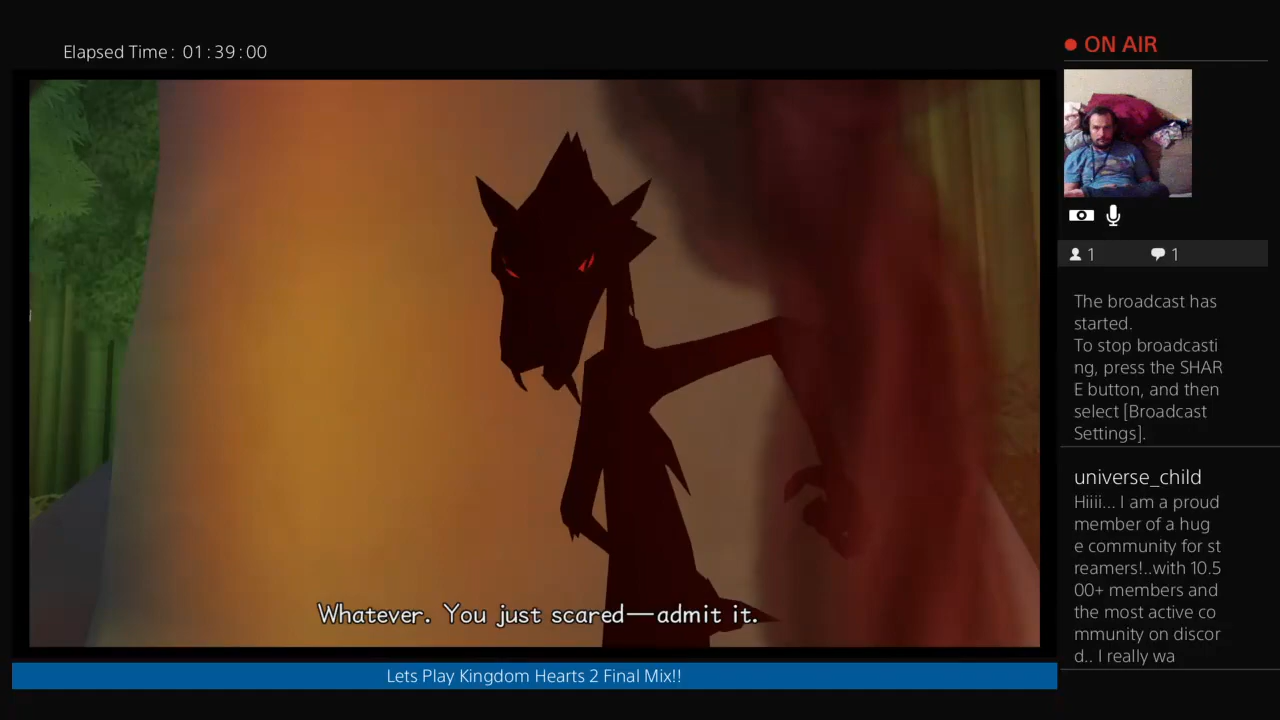 Elapsed Time: 01:39:00
ON AIR
1
1
The broadcast has
started.
To stop broadcasti
ng, press the SHAR
E button, and then
select [Broadcast
Settings].
universe_child
Hiiii... I am a proud
member of a hug
e community for st
reamers!..with 10.5
00+ members and
the most active co
mmunity on discor
d.. I really wa
Whatever. You just scared—admit it.
Lets Play Kingdom Hearts 2 Final Mix!!